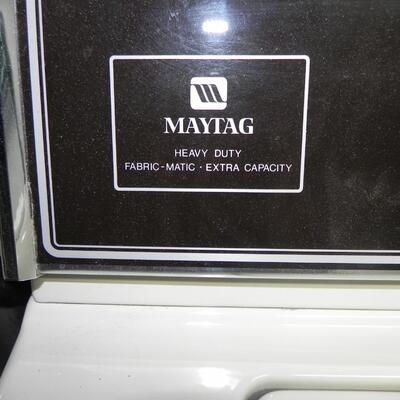 MAYTAG
HEAVY DUTY
FABRIC-MATIC · EXTRA CAPACITY